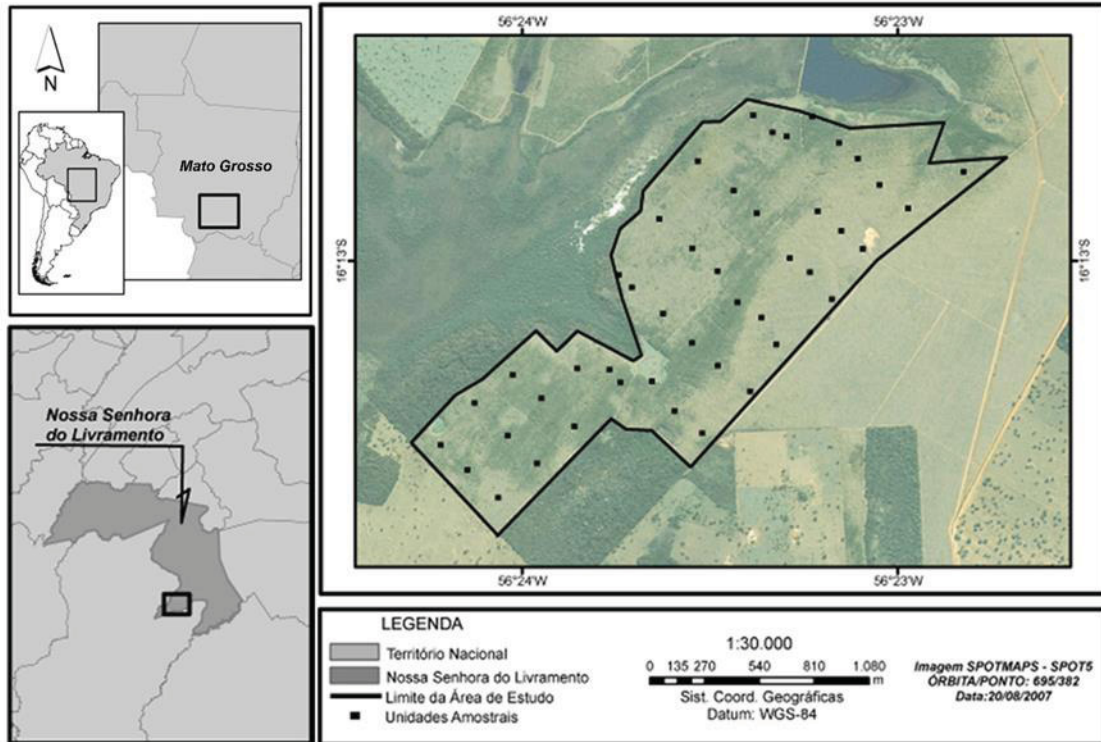 N
Mato Grosso
Nossa Senhora
do Livramento
56°24'W
56°23'W
16°13'S
16°13'S
56°24'W
56°23'W
LEGENDA
Território Nacional
Nossa Senhora do Livramento
Limite da Área de Estudo
Unidades Amostrais
1:30.000
0 135 270 540 810 1.080
m
Sist. Coord. Geográficas
Datum: WGS-84
Imagem SPOTMAPS - SPOT5
ÓRBITA/PONTO: 695/382
Data:20/08/2007